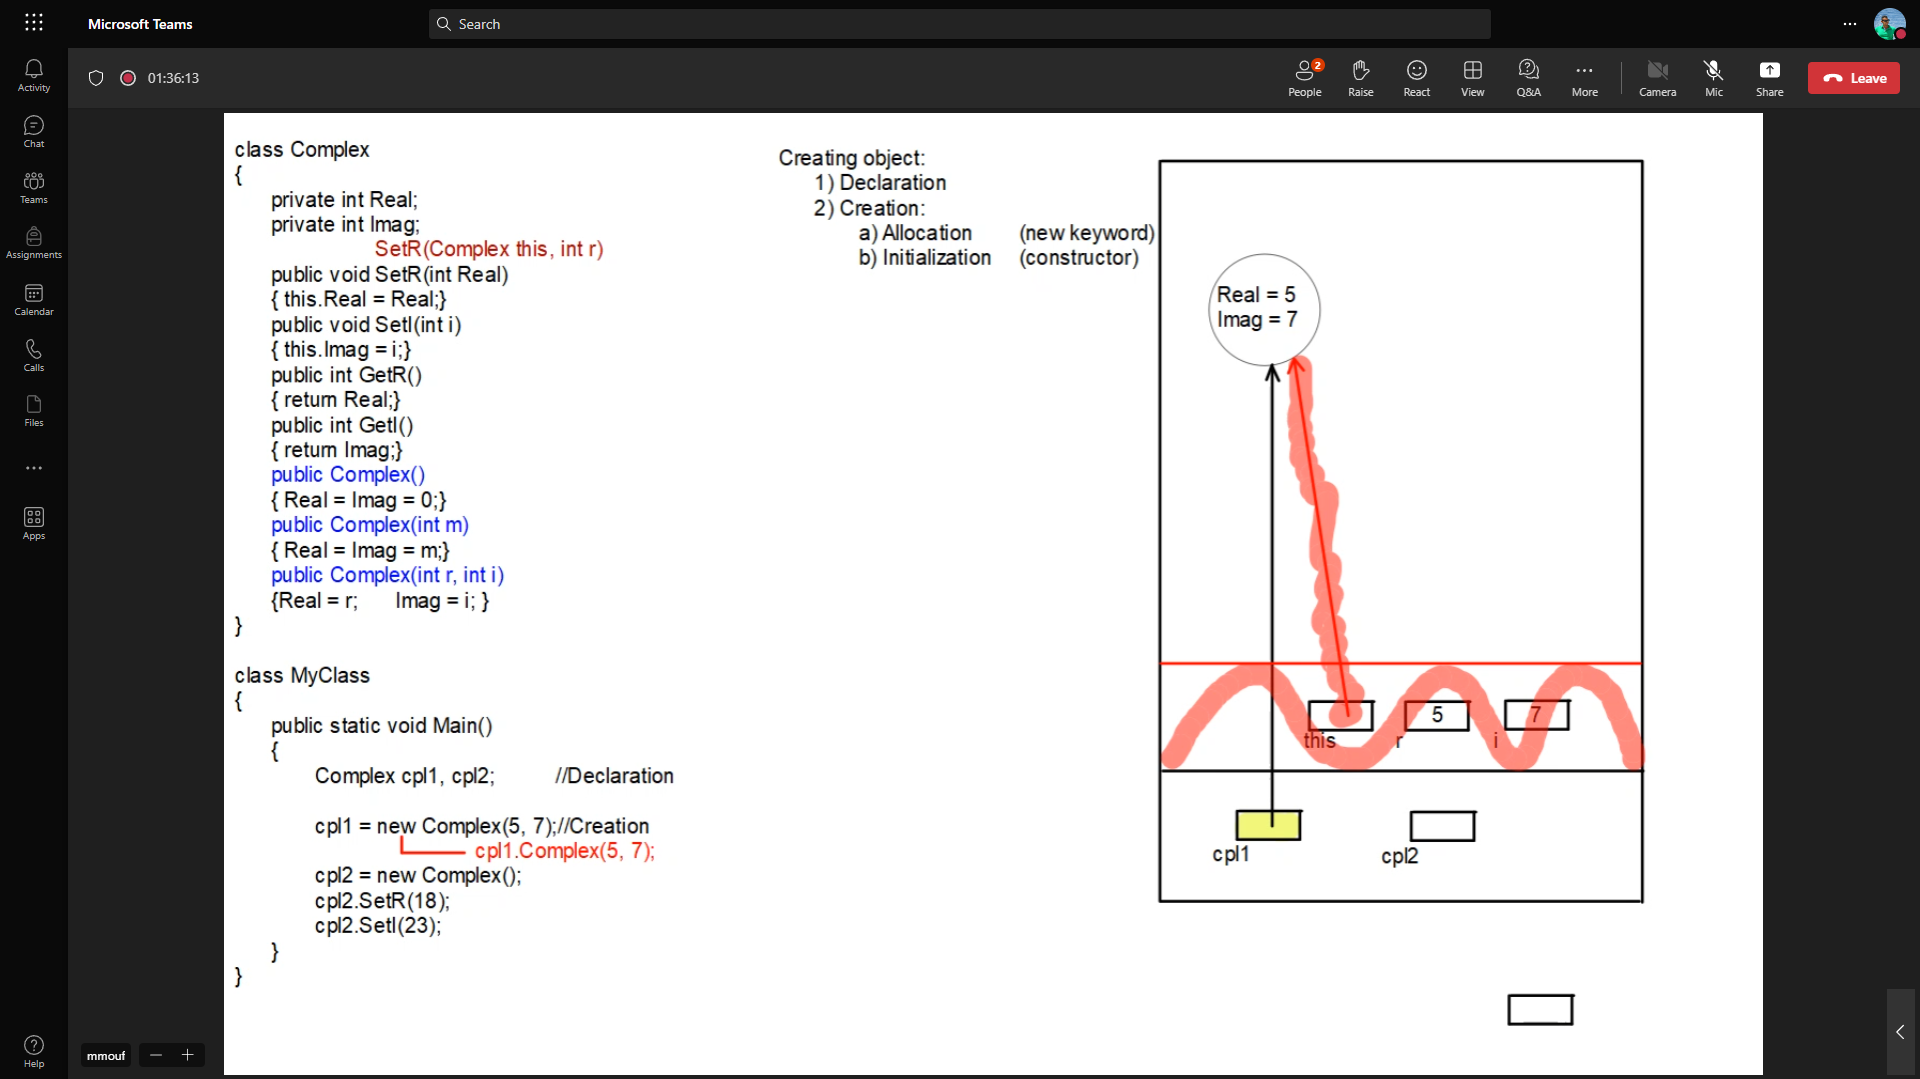 Microsoft Teams
Search
Activity
Chat
Teams
Assignments
Calendar
Calls
Files
Apps
Help
01:36:13
2
People
Raise
React
View
Q&A
More
Camera
Mic
Share
Leave
class Complex
{
private int Real;
private int Imag;
SetR(Complex this, int r)
public void SetR(int Real)
{ this.Real = Real;}
public void SetI(int i)
{ this.Imag = i;}
public int GetR()
{ return Real;}
public int GetI()
{ return Imag;}
public Complex()
{ Real = Imag = 0;}
public Complex(int m)
{ Real = Imag = m;}
public Complex(int r, int i)
{Real = r; Imag = i; }
}
class MyClass
{
public static void Main()
{
Complex cpl1, cpl2; //Declaration
cpl1 = new Complex(5, 7);//Creation
cpl1.Complex(5, 7);
cpl2 = new Complex();
cpl2.SetR(18);
cpl2.SetI(23);
}
}
Creating object:
1) Declaration
2) Creation:
a) Allocation (new keyword)
b) Initialization (constructor)
Real = 5
Imag = 7
5
7
this
r
i
cpl1
cpl2
mmouf